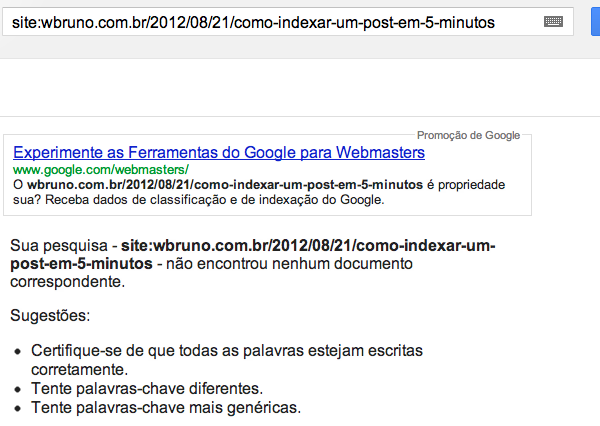 site:wbruno.com.br/2012/08/21/como-indexar-um-post-em-5-minutos
Promoção de Google
Experimente as Ferramentas do Google para Webmasters
www.google.com/webmasters/
O wbruno.com.br/2012/08/21/como-indexar-um-post-em-5-minutos é propriedade
sua? Receba dados de classificação e de indexação do Google.
Sua pesquisa - site:wbruno.com.br/2012/08/21/como-indexar-um-
post-em-5-minutos - não encontrou nenhum documento
correspondente.
Sugestões:
• Certifique-se de que todas as palavras estejam escritas
corretamente.
• Tente palavras-chave diferentes.
• Tente palavras-chave mais genéricas.